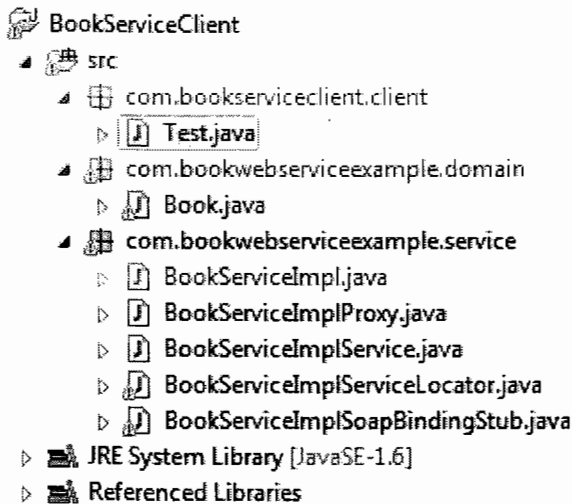 BookServiceClient
src
com.bookserviceclient.client
Test.java
com.bookwebserviceexample.domain
Book.java
com.bookwebserviceexample.service
BookServiceImpl.java
BookServiceImplProxy.java
BookServiceImplService.java
BookServiceImplServiceLocator.java
BookServiceImplSoapBindingStub.java
JRE System Library [JavaSE-1.6]
Referenced Libraries